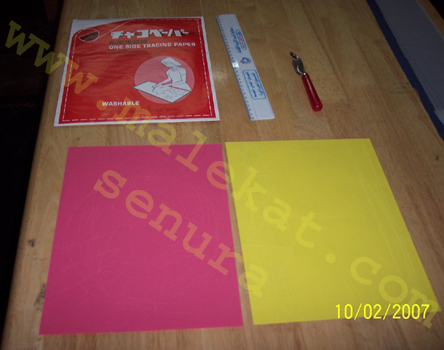 チャコペーパー
ONE SIDE TRACING PAPER
WASHABLE
www.malekat.com
senura
10/02/2007